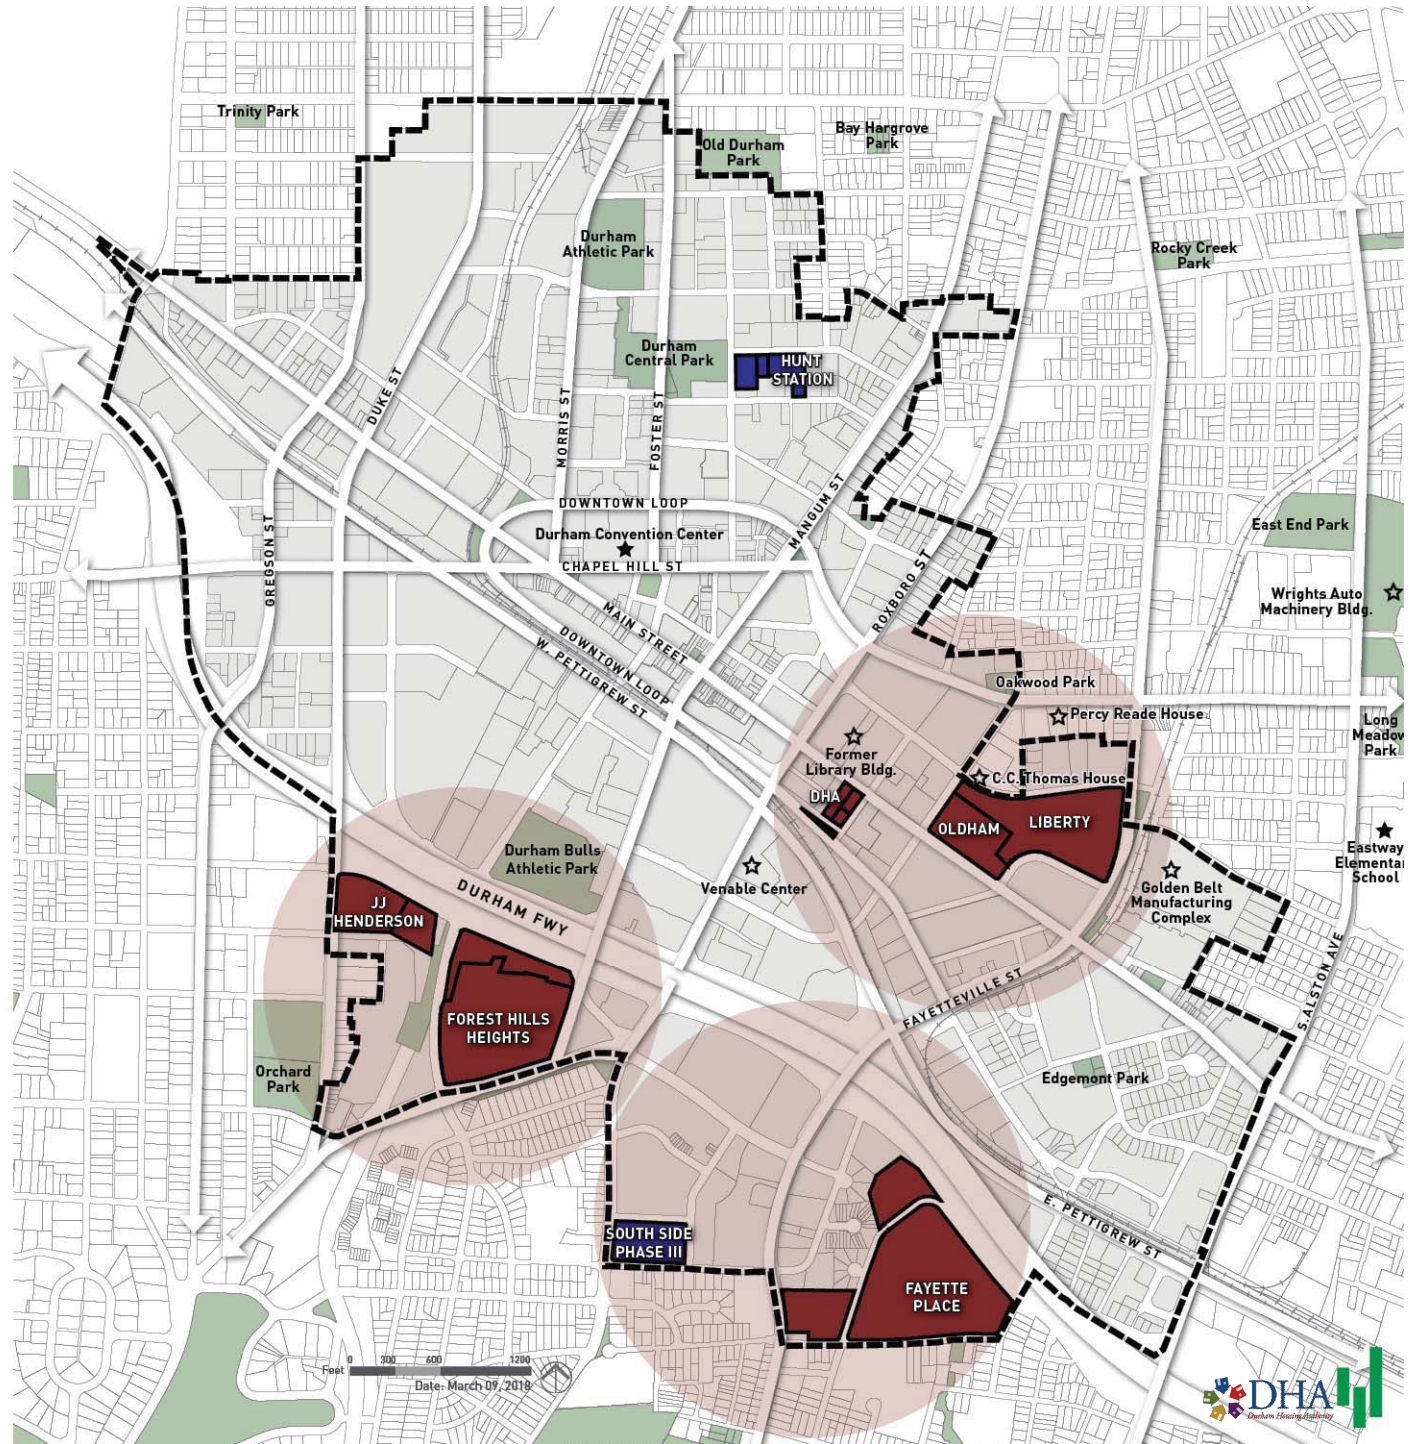 Trinity Park
Bay Hargrove
Park
Old Durham
Park
Durham
Athletic Park
Rocky Creek
Park
Durham
Central Park
HUNT
STATION
DUKE ST
MORRIS ST
FOSTER ST
MANGUM ST
DOWNTOWN LOOP
Durham Convention Center
CHAPEL HILL ST
GREGSON ST
ROXBORO ST
East End Park
Wrights Auto
Machinery Bldg.
MAIN STREET
DOWNTOWN LOOP
W. PETTIGREW ST
Oakwood Park
Percy Reade House
Long
Meadow
Park
Former
Library Bldg.
C.C. Thomas House
DHA
OLDHAM
LIBERTY
Eastway
Elementar
School
Durham Bulls
Athletic Park
Venable Center
Golden Belt
Manufacturing
Complex
DURHAM FWY
JJ
HENDERSON
FOREST HILLS
HEIGHTS
FAYETTEVILLE ST
S.ALSTON AVE
Orchard
Park
Edgemont Park
E. PETTIGREW ST
SOUTH SIDE
PHASE III
FAYETTE
PLACE
0 300 600 1200
Feet
Date: March 09, 2018
DHA
Durham Housing Authority